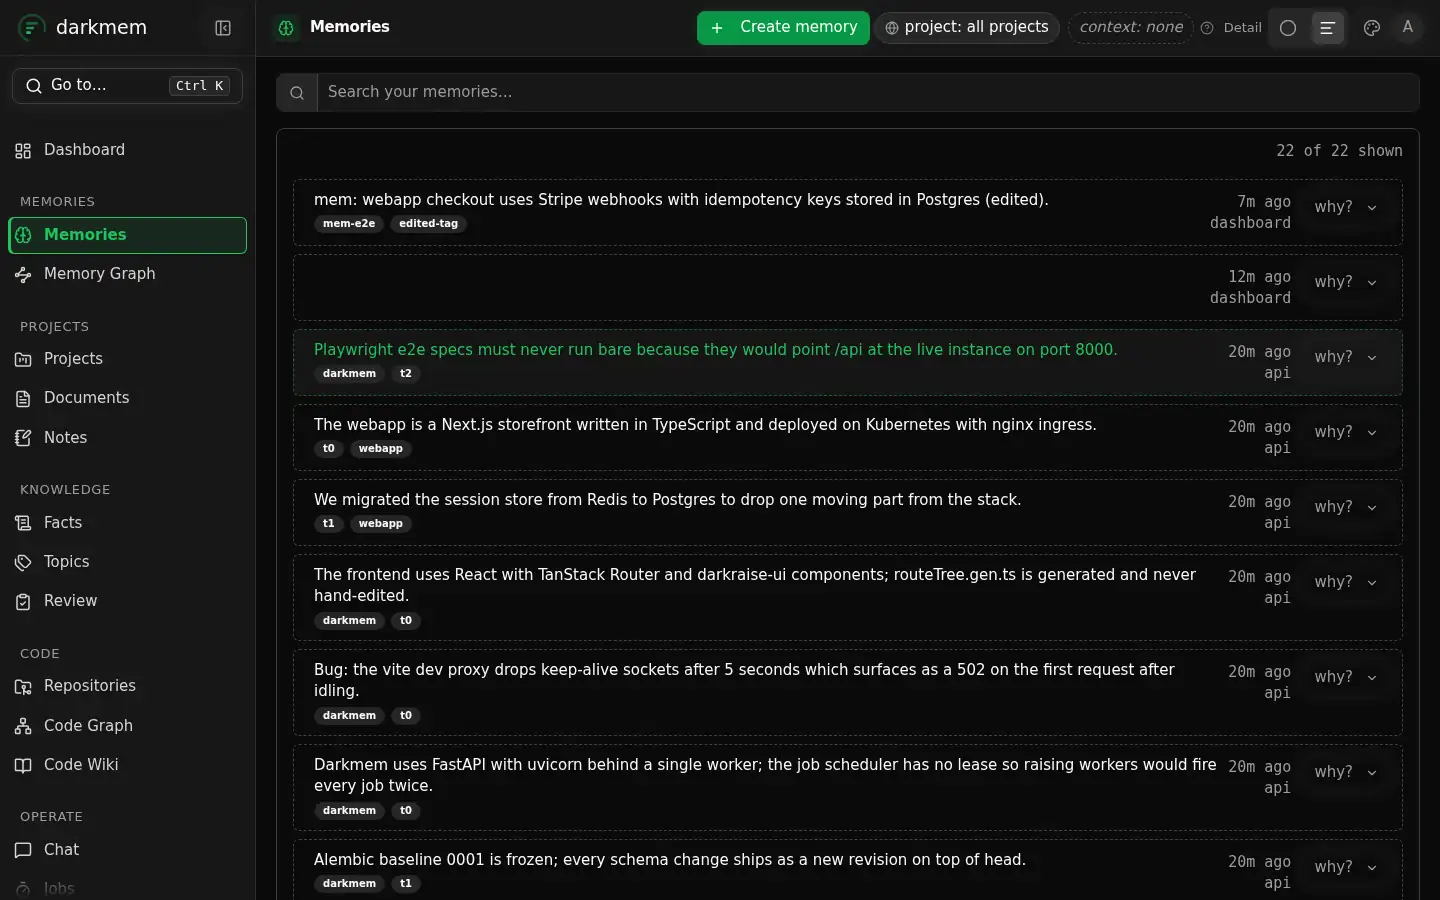 darkmem
Go to...
Ctrl K
Dashboard
MEMORIES
Memories
Memory Graph
PROJECTS
Projects
Documents
Notes
KNOWLEDGE
Facts
Topics
Review
CODE
Repositories
Code Graph
Code Wiki
OPERATE
Chat
Jobs
Memories
+ Create memory
project: all projects
context: none
Detail
A
Search your memories...
22 of 22 shown
mem: webapp checkout uses Stripe webhooks with idempotency keys stored in Postgres (edited).
mem-e2e edited-tag
7m ago
dashboard
why?
12m ago
dashboard
why?
Playwright e2e specs must never run bare because they would point /api at the live instance on port 8000.
darkmem t2
20m ago
api
why?
The webapp is a Next.js storefront written in TypeScript and deployed on Kubernetes with nginx ingress.
t0 webapp
20m ago
api
why?
We migrated the session store from Redis to Postgres to drop one moving part from the stack.
t1 webapp
20m ago
api
why?
The frontend uses React with TanStack Router and darkraise-ui components; routeTree.gen.ts is generated and never
hand-edited.
darkmem t0
20m ago
api
why?
Bug: the vite dev proxy drops keep-alive sockets after 5 seconds which surfaces as a 502 on the first request after
idling.
darkmem t0
20m ago
api
why?
Darkmem uses FastAPI with uvicorn behind a single worker; the job scheduler has no lease so raising workers would fire
every job twice.
darkmem t0
20m ago
api
why?
Alembic baseline 0001 is frozen; every schema change ships as a new revision on top of head.
darkmem t1
20m ago
api
why?